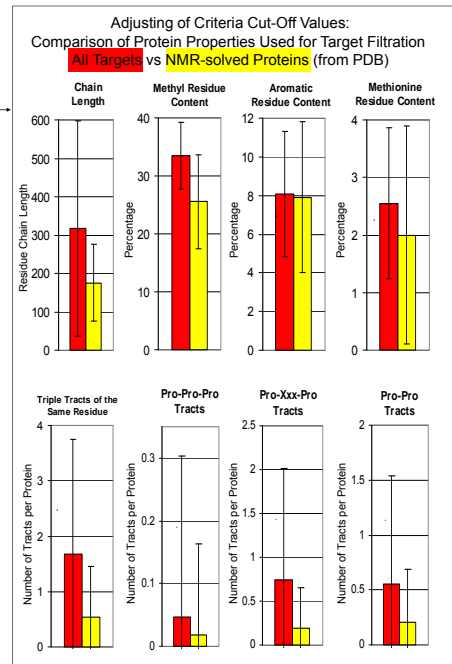 Adjusting of Criteria Cut-Off Values:
Comparison of Protein Properties Used for Target Filtration
All Targets vs NMR-solved Proteins (from PDB)
Chain
Length
Residue Chain Length
600
500
400
300
200
100
0
Methyl Residue
Content
Percentage
40
30
20
10
0
Aromatic
Residue Content
Percentage
12
10
8
6
4
2
0
Methionine
Residue Content
Percentage
4
3
2
1
0
Triple Tracts of the
Same Residue
Number of Tracts per Protein
4
3
2
1
0
Pro-Pro-Pro
Tracts
Number of Tracts per Protein
0.3
0.2
0.1
0
Pro-Xxx-Pro
Tracts
Number of Tracts per Protein
2.5
2
1.5
1
0.5
0
Pro-Pro
Tracts
Number of Tracts per Protein
2
1.5
1
0.5
0